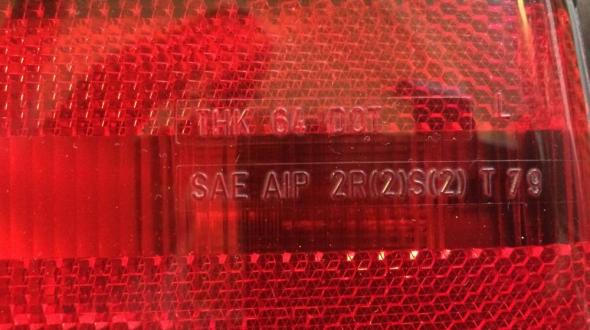 THK 64 DOT
L
SAE AIP 2R(2)S(2) T 79